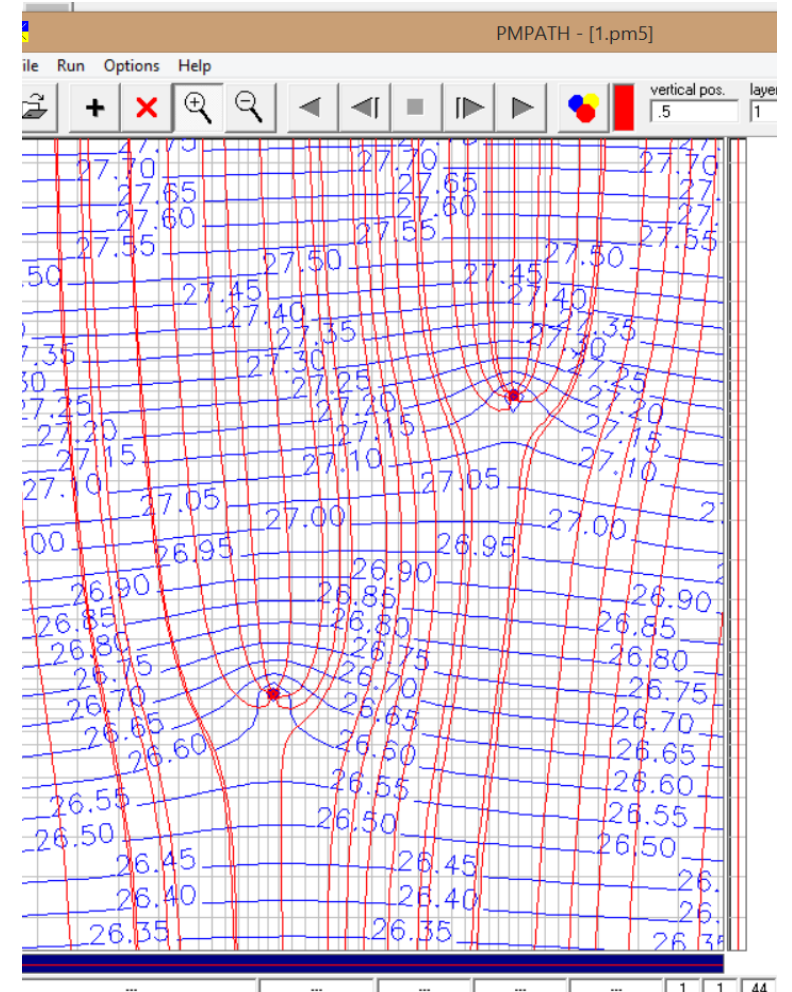 PMPATH - [1.pm5]
ile Run Options Help
vertical pos. layer
.5 1
27.70 27.70 27.70
27.65 27.65
27.60 27.60
27.55 27.55 27.55
27.50 27.50
.50
27.45 27.45
27.40 27.40
27.35 27.35
27.30
27.25 27.25
27.20 27.20
27.15 27.15
27.10 27.10
27.25
27.20
27.15
27.10
27.05 27.05
27.00 27.00
.00
26.95 26.95
26.90 26.90 26.90
26.85 26.85 26.85
26.80 26.80 26.80
26.75 26.75 26.75
26.70 26.70 26.70
26.65 26.65 26.65
26.60 26.60 26.60
26.55 26.55 26.55
26.50 26.50 26.50
26.45 26.45
26.40 26.40
26.35 26.35
--- --- --- --- --- 1 1 44